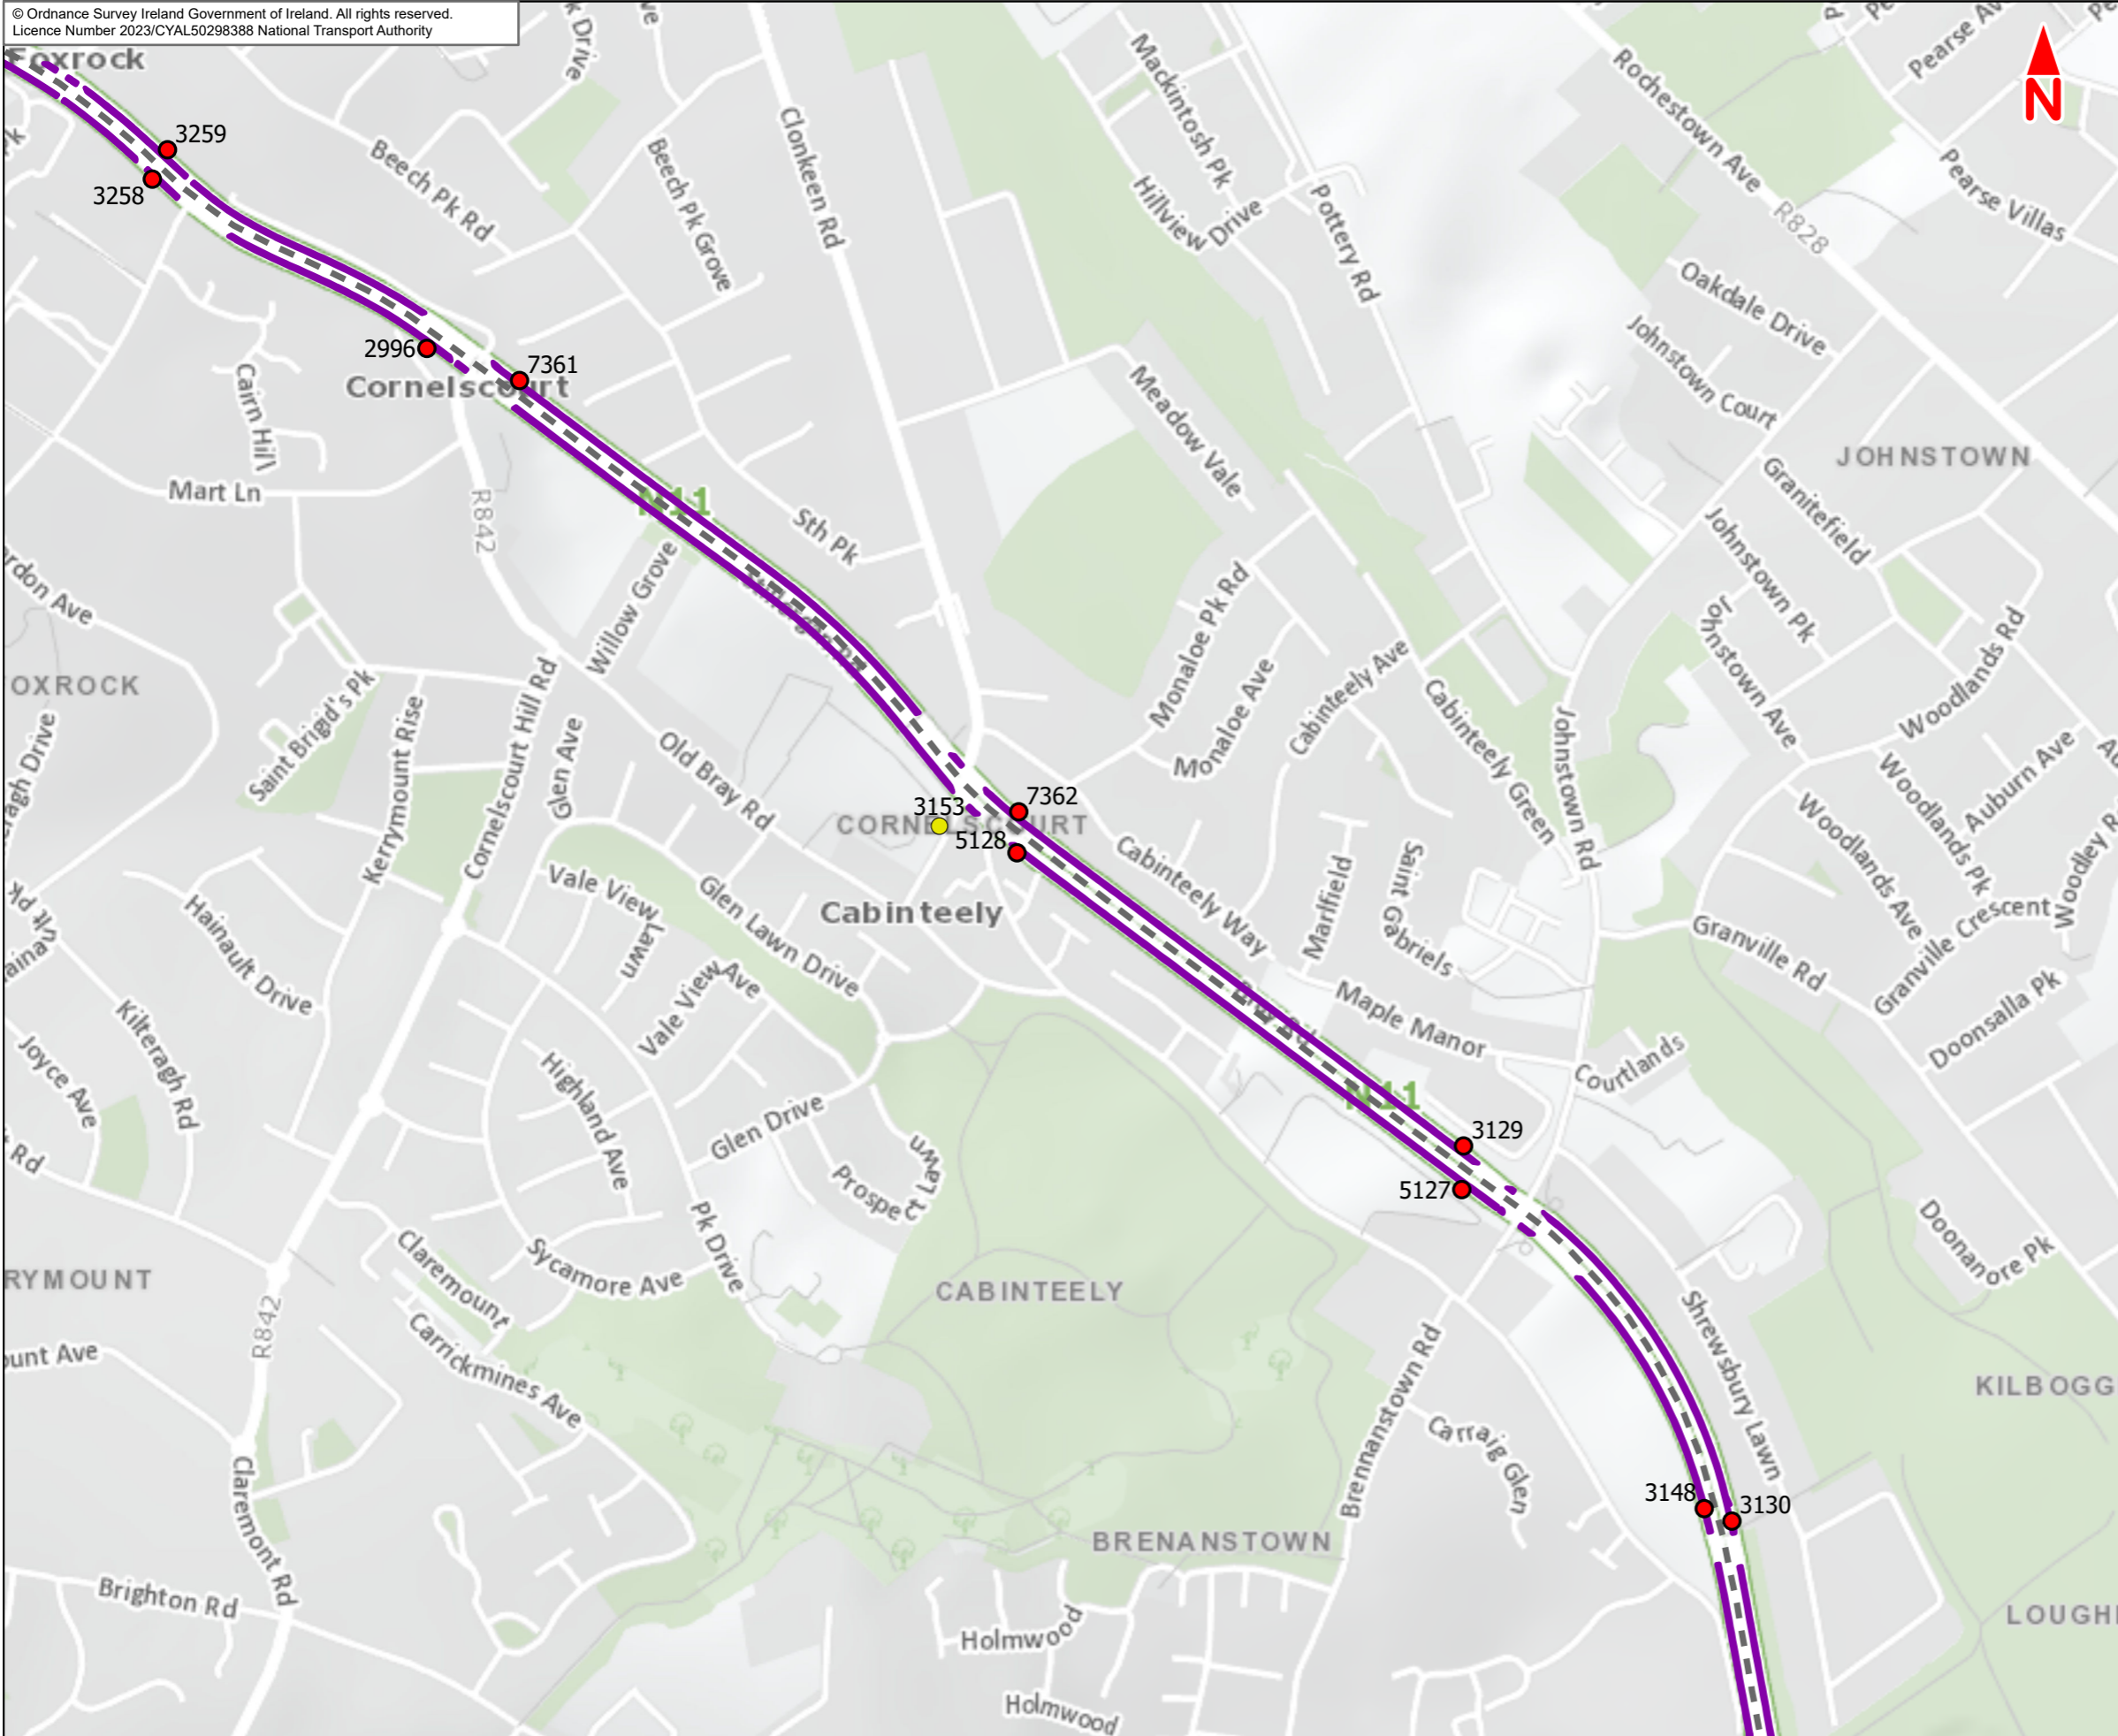 © Ordnance Survey Ireland Government of Ireland. All rights reserved.
Licence Number 2023/CYAL50298388 National Transport Authority
N
Foxrock
3259
3258
Beech Pk Rd
Beech Pk Grove
Clonkeen Rd
Mackintosh Pk
Hillview Drive
Pottery Rd
Rochestown Ave
R828
Pearse Villas
Oakdale Drive
Johnstown Court
JOHNSTOWN
2996
7361
Cornelscourt
Cairn Hill
Mart Ln
R842
N11
Sth Pk
Meadow Vale
Granitefield
Johnstown Pk
Johnstown Ave
Woodlands Rd
Willow Grove
Monaloe Pk Rd
Monaloe Ave
Cabinteely Ave
Cabinteely Green
Johnstown Rd
Saint Brigid's Pk
Kerrymount Rise
Cornelscourt Hill Rd
Glen Ave
Old Bray Rd
3153
7362
CORNELSCOURT
5128
Cabinteely
Cabinteely Way
Marlfield
Saint Gabriels
Woodlands Pk
Auburn Ave
Woodlands Ave
Granville Crescent
Granville Rd
Doonsalla Pk
Hainault Drive
Vale View Lawn
Glen Lawn Drive
Vale View Ave
Maple Manor
Courtlands
N11
Kilteragh Rd
Joyce Ave
Highland Ave
Glen Drive
Prospect Lawn
3129
5127
Pk Drive
Sycamore Ave
Claremount
Carrickmines Ave
R842
CABINTEELY
Doonanore Pk
Shrewsbury Lawn
Brennanstown Rd
Carraig Glen
3148
3130
BRENANSTOWN
Claremont Rd
Brighton Rd
Holmwood
Holmwood